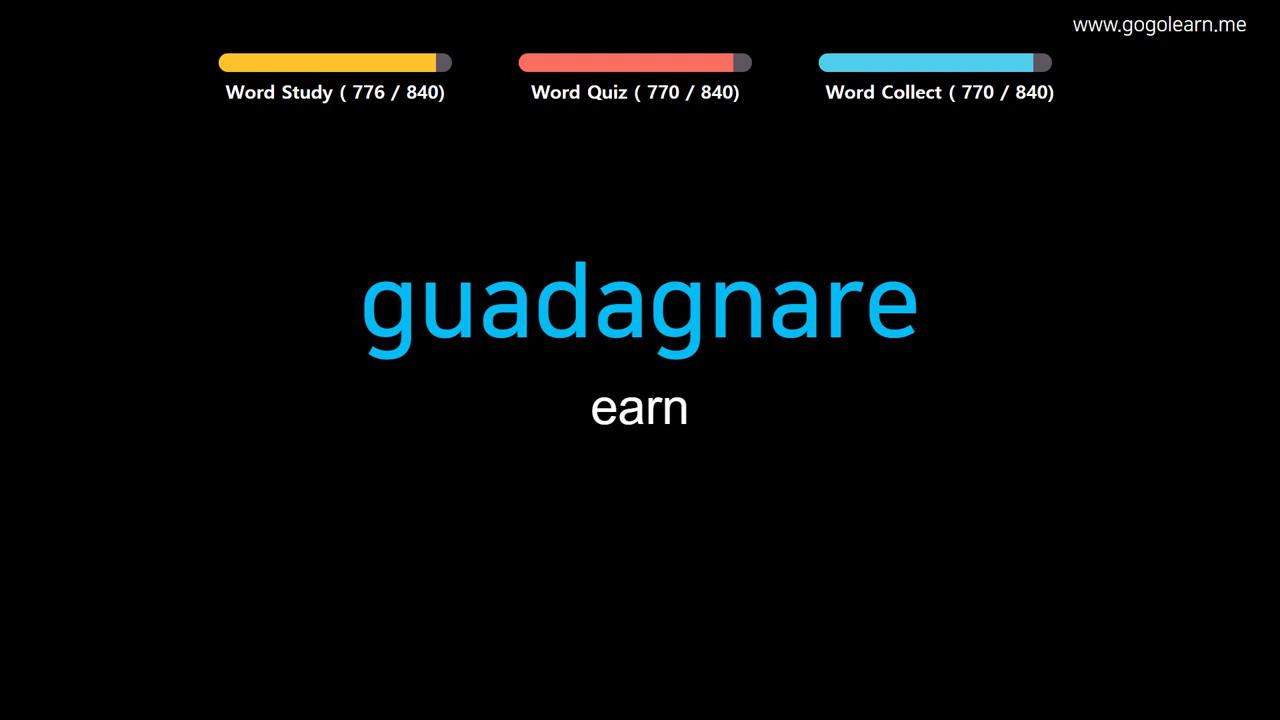 www.gogolearn.me
Word Study ( 776 / 840)
Word Quiz ( 770 / 840)
Word Collect ( 770 / 840)
guadagnare
earn